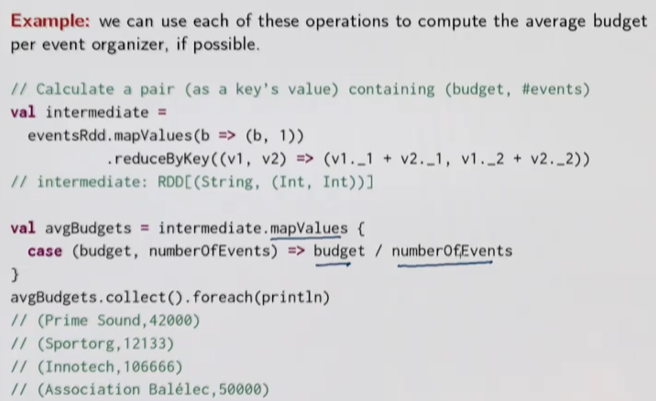 Example: we can use each of these operations to compute the average budget
per event organizer, if possible.
// Calculate a pair (as a key's value) containing (budget, #events)
val intermediate =
eventsRdd.mapValues(b => (b, 1))
.reduceByKey((v1, v2) => (v1._1 + v2._1, v1._2 + v2._2))
// intermediate: RDD[(String, (Int, Int))]
val avgBudgets = intermediate.mapValues {
case (budget, numberOfEvents) => budget / numberOfEvents
}
avgBudgets.collect().foreach(println)
// (Prime Sound,42000)
// (Sportorg,12133)
// (Innotech,106666)
// (Association Balélec,50000)